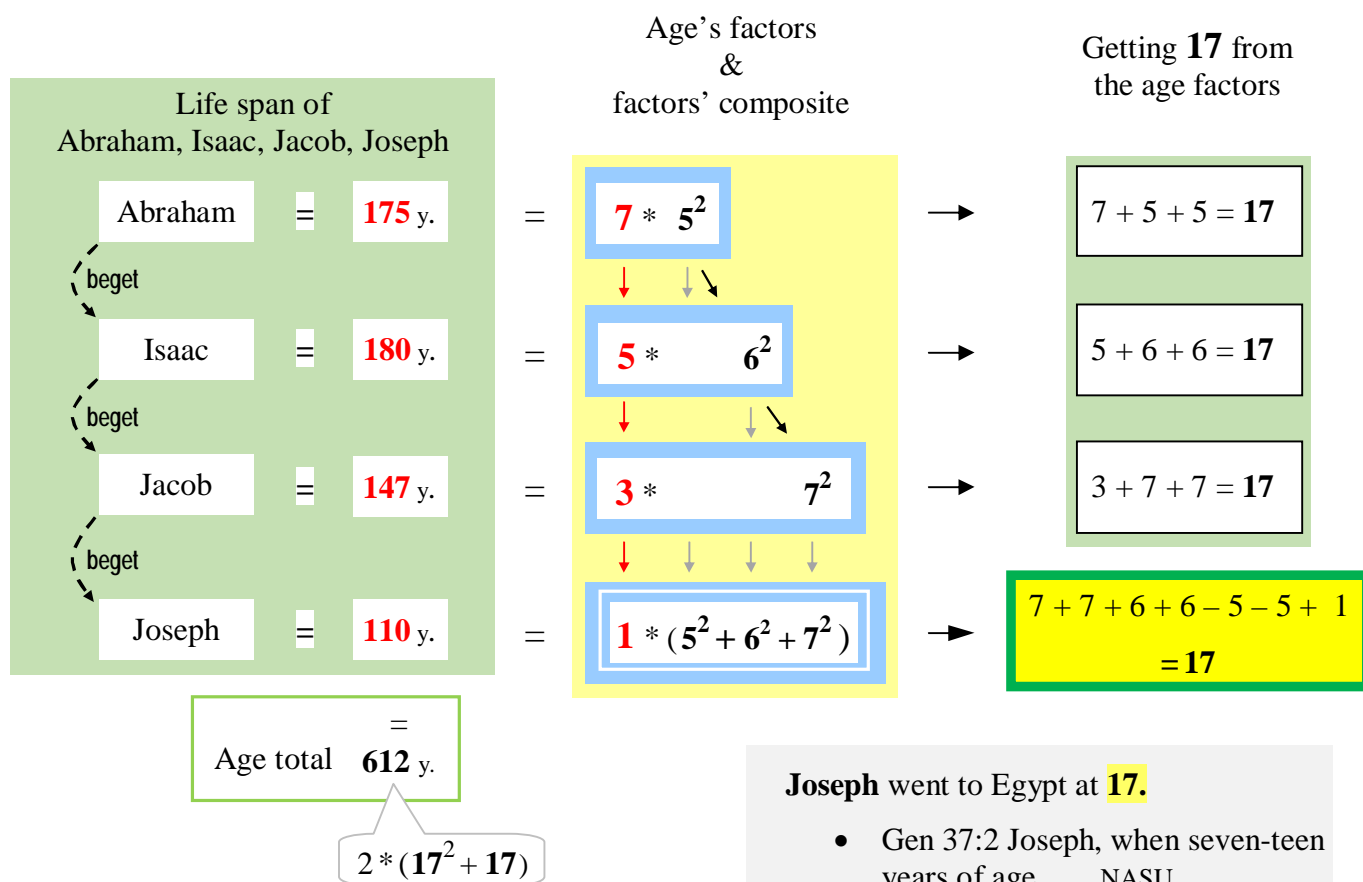 Age’s factors
&
factors’ composite
Getting 17 from
the age factors
Life span of
Abraham, Isaac, Jacob, Joseph
Abraham = 175 y. = 7 * 5² → 7 + 5 + 5 = 17
beget
Isaac = 180 y. = 5 * 6² → 5 + 6 + 6 = 17
beget
Jacob = 147 y. = 3 * 7² → 3 + 7 + 7 = 17
beget
Joseph = 110 y. = 1 * (5² + 6² + 7²) → 7 + 7 + 6 + 6 – 5 – 5 + 1
= 17
=
Age total 612 y.
2 * (17² + 17)
Joseph went to Egypt at 17.
• Gen 37:2 Joseph, when seven-teen
years of age NASU